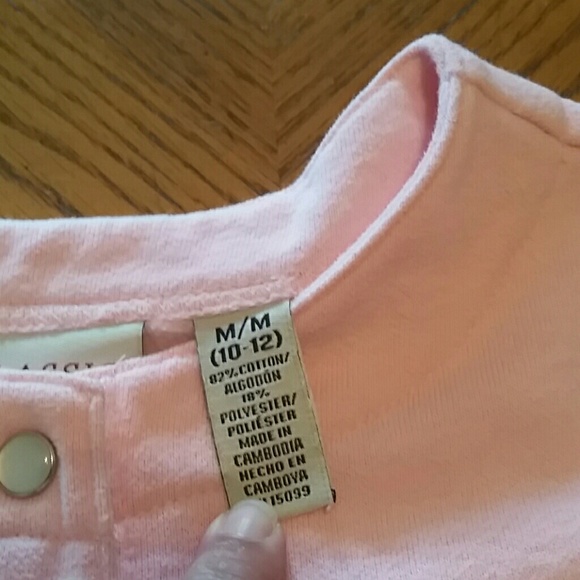 M/M
(10-12)
82% COTTON/
ALGODÓN
18%
POLYESTER/
POLIÉSTER
MADE IN
CAMBODIA
HECHO EN
CAMBOYA
15099